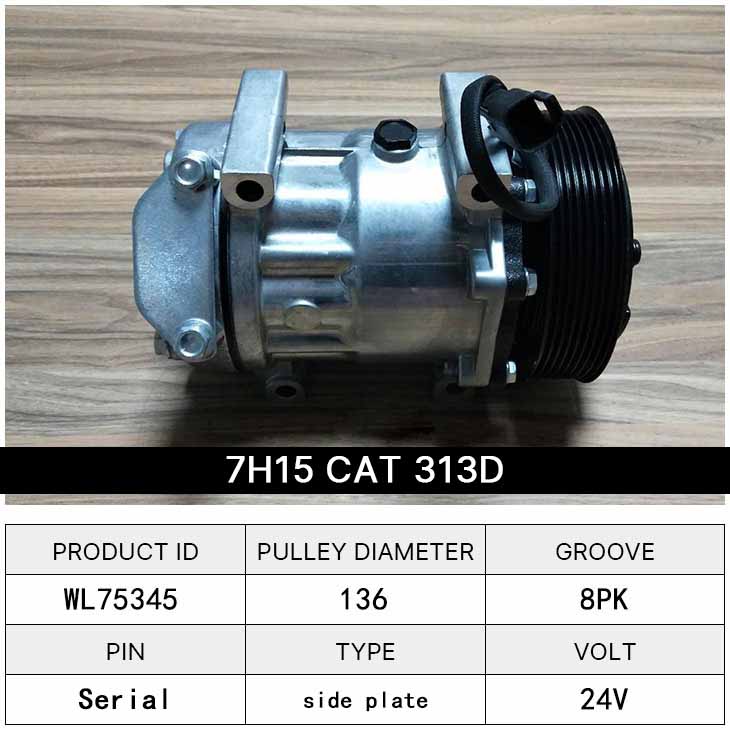 7H15 CAT 313D
PRODUCT ID PULLEY DIAMETER GROOVE
WL75345 136 8PK
PIN TYPE VOLT
Serial side plate 24V